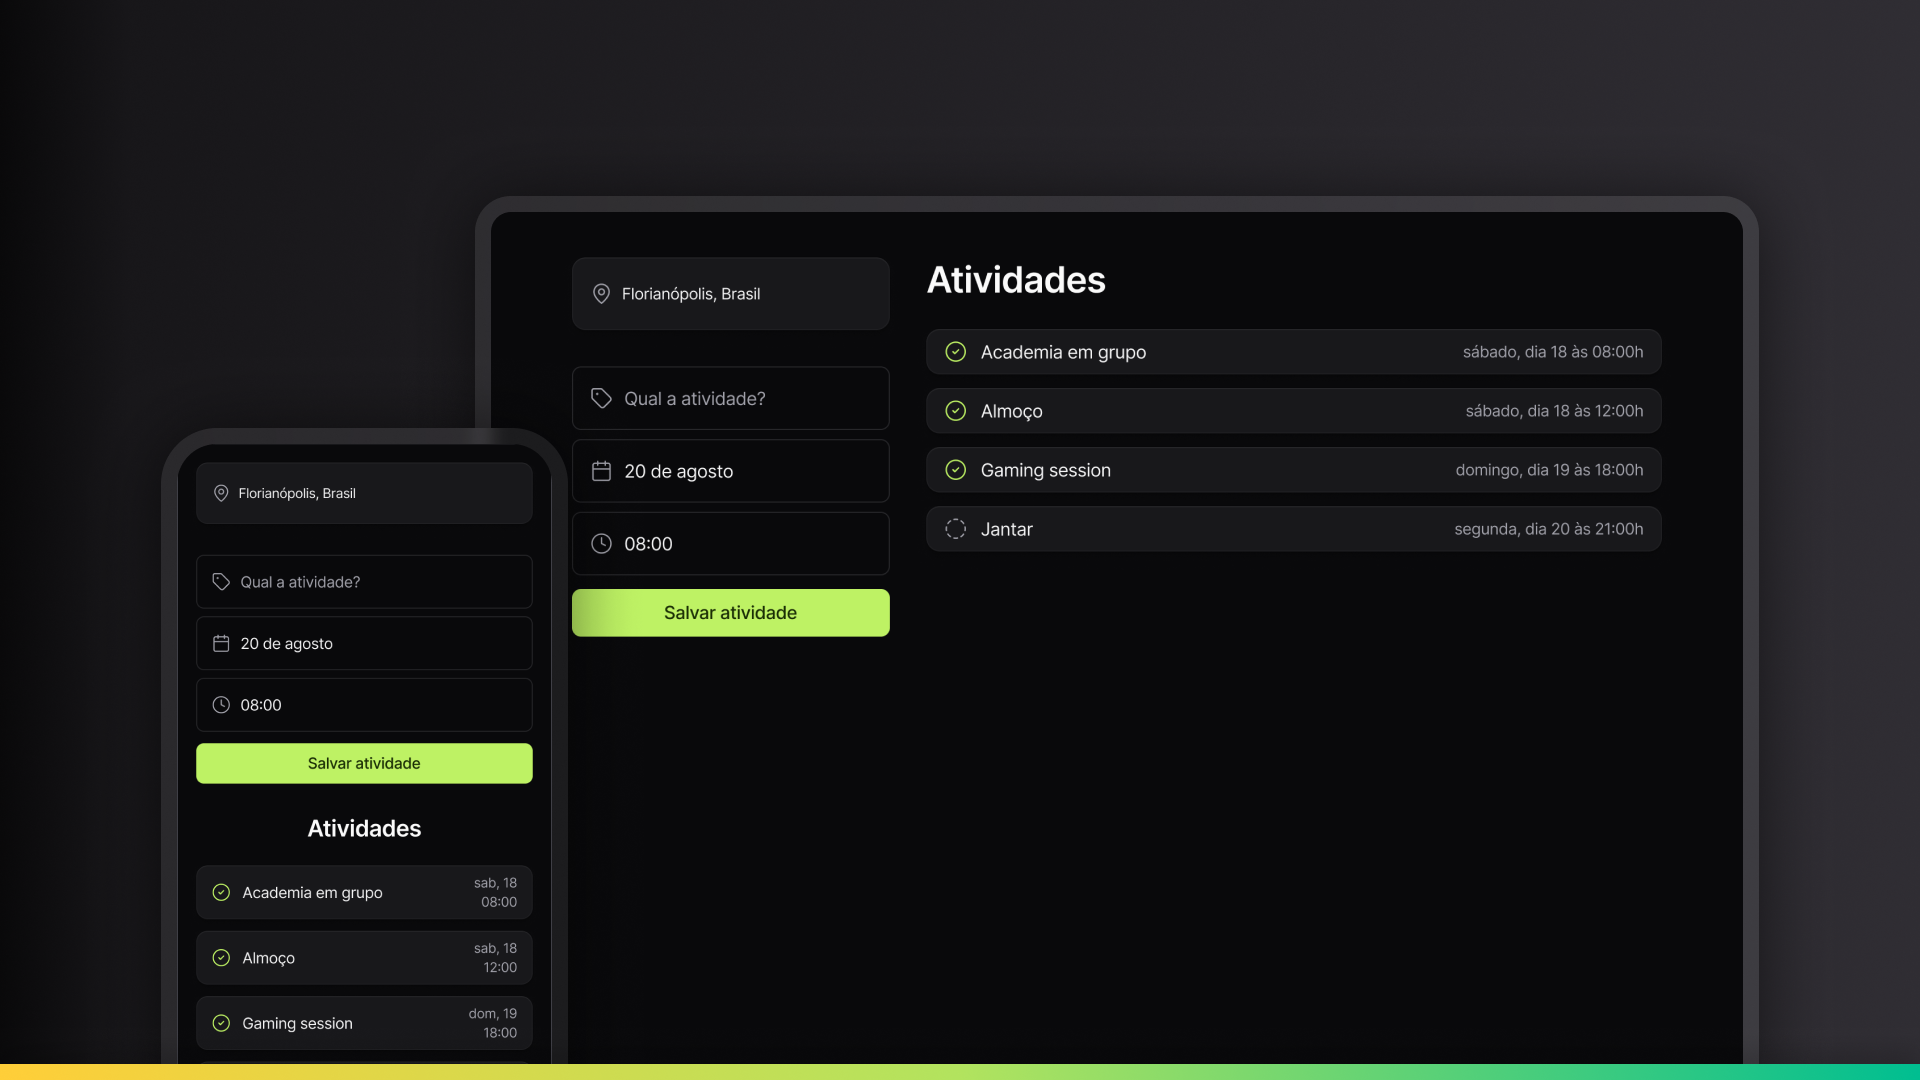 Florianópolis, Brasil
Qual a atividade?
20 de agosto
08:00
Salvar atividade
Atividades
Academia em grupo
sábado, dia 18 às 08:00h
Almoço
sábado, dia 18 às 12:00h
Gaming session
domingo, dia 19 às 18:00h
Jantar
segunda, dia 20 às 21:00h
Florianópolis, Brasil
Qual a atividade?
20 de agosto
08:00
Salvar atividade
Atividades
Academia em grupo
sab, 18
08:00
Almoço
sab, 18
12:00
Gaming session
dom, 19
18:00